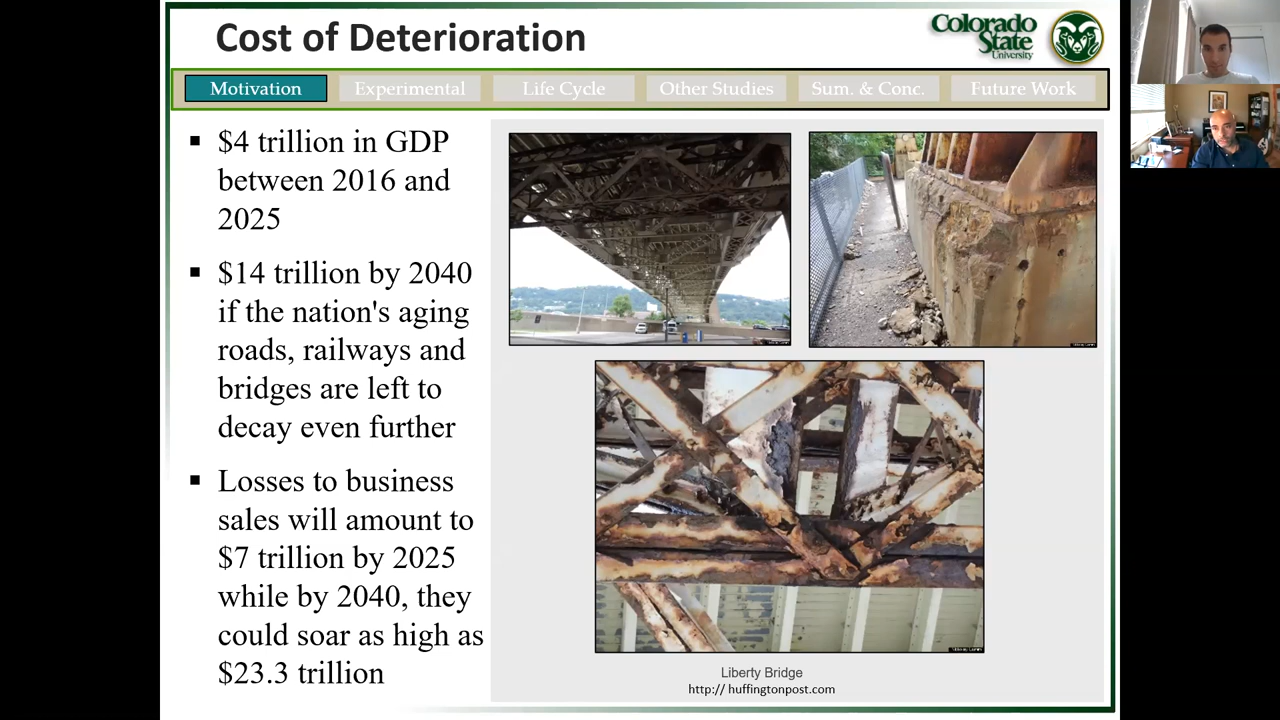 Cost of Deterioration
Colorado
State
University
Motivation
Experimental
Life Cycle
Other Studies
Sum. & Conc.
Future Work
▪ $4 trillion in GDP
between 2016 and
2025
▪ $14 trillion by 2040
if the nation's aging
roads, railways and
bridges are left to
decay even further
▪ Losses to business
sales will amount to
$7 trillion by 2025
while by 2040, they
could soar as high as
$23.3 trillion
Liberty Bridge
http:// huffingtonpost.com